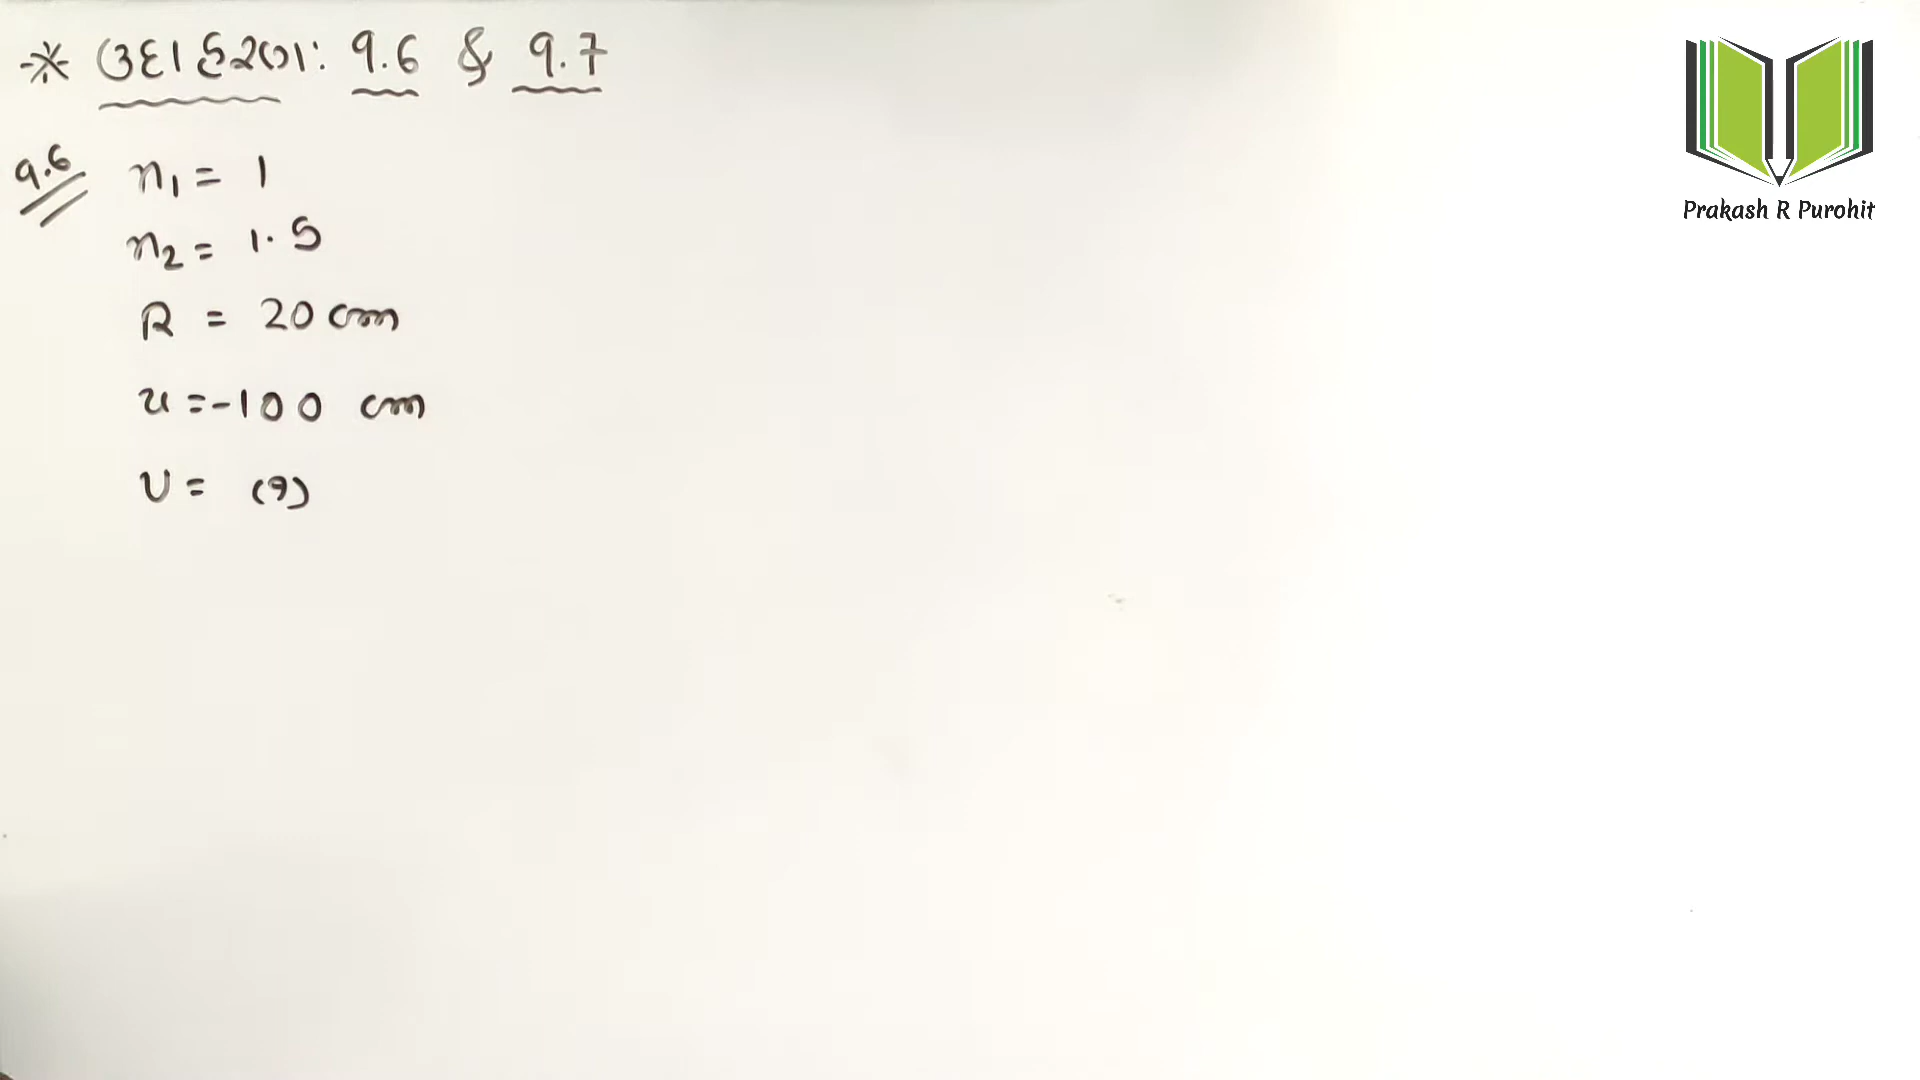 * ઉદાહરણ: 9.6 & 9.7
9.6 n₁ = 1
n₂ = 1.5
R = 20 cm
u = -100 cm
v = (?)
Prakash R Purohit